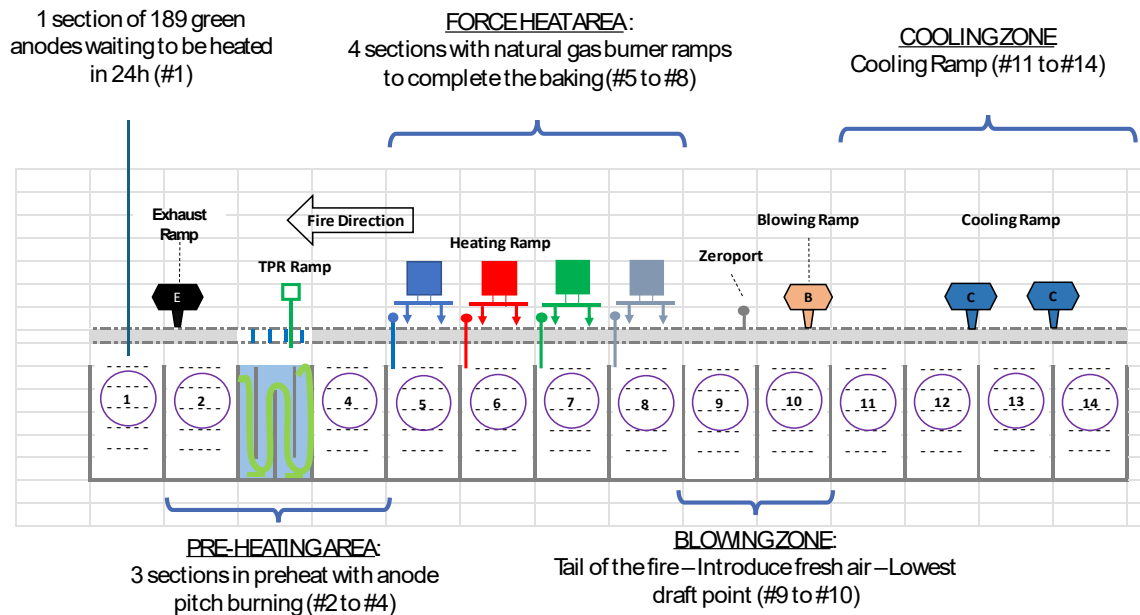 1 section of 189 green
anodes waiting to be heated
in 24h (#1)
FORCE HEAT AREA:
4 sections with natural gas burner ramps
to complete the baking (#5 to #8)
COOLING ZONE
Cooling Ramp (#11 to #14)
Exhaust
Ramp
Fire Direction
TPR Ramp
Heating Ramp
Zeroport
Blowing Ramp
Cooling Ramp
E
B
C
C
1
2
4
5
6
7
8
9
10
11
12
13
14
PRE-HEATING AREA:
3 sections in preheat with anode
pitch burning (#2 to #4)
BLOWING ZONE:
Tail of the fire – Introduce fresh air – Lowest
draft point (#9 to #10)